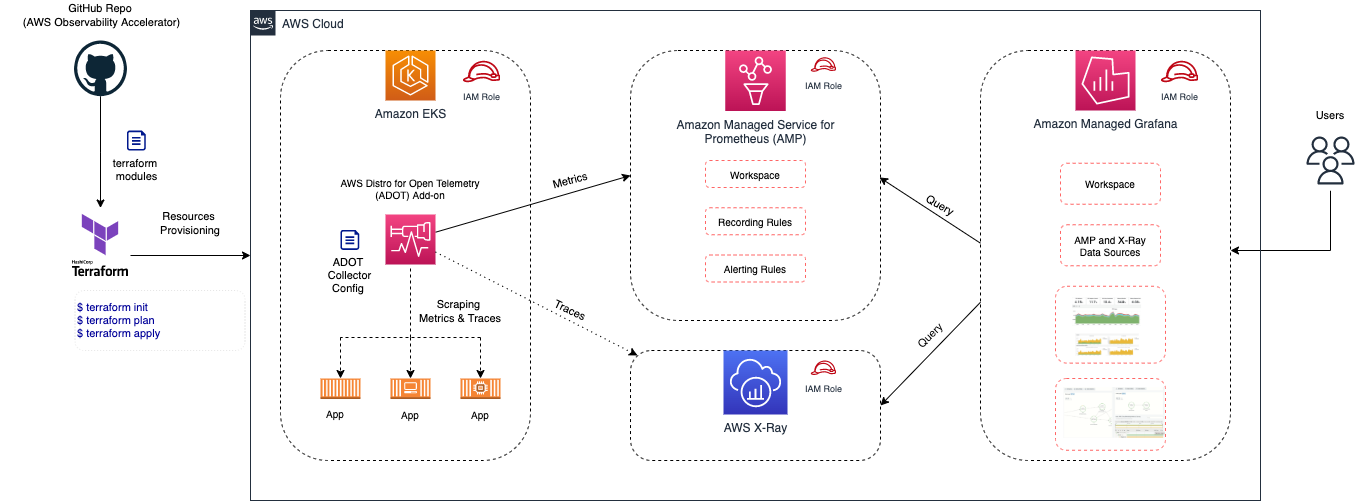 GitHub Repo
(AWS Observability Accelerator)
terraform
modules
HashiCorp
Terraform
Resources
Provisioning
$ terraform init
$ terraform plan
$ terraform apply
aws
AWS Cloud
Amazon EKS
IAM Role
AWS Distro for Open Telemetry
(ADOT) Add-on
ADOT
Collector
Config
Scraping
Metrics & Traces
App
App
App
Metrics
Traces
Amazon Managed Service for
Prometheus (AMP)
IAM Role
Workspace
Recording Rules
Alerting Rules
AWS X-Ray
IAM Role
Query
Query
Amazon Managed Grafana
IAM Role
Workspace
AMP and X-Ray
Data Sources
Users